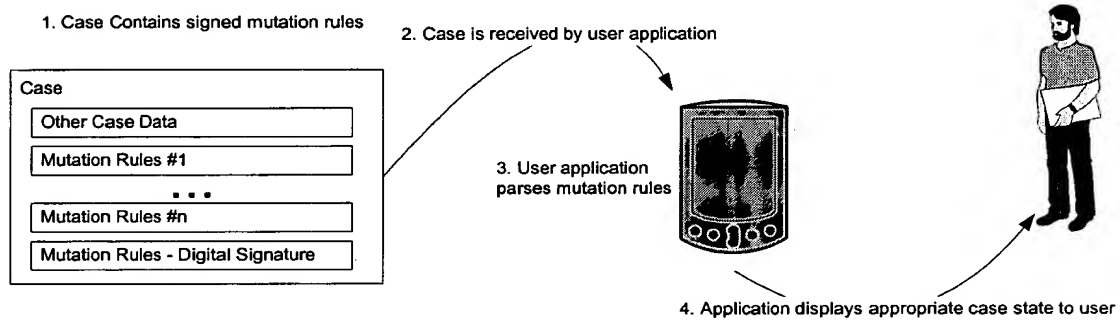 1. Case Contains signed mutation rules
2. Case is received by user application
Case
Other Case Data
Mutation Rules #1
...
Mutation Rules #n
Mutation Rules - Digital Signature
3. User application
parses mutation rules
4. Application displays appropriate case state to user